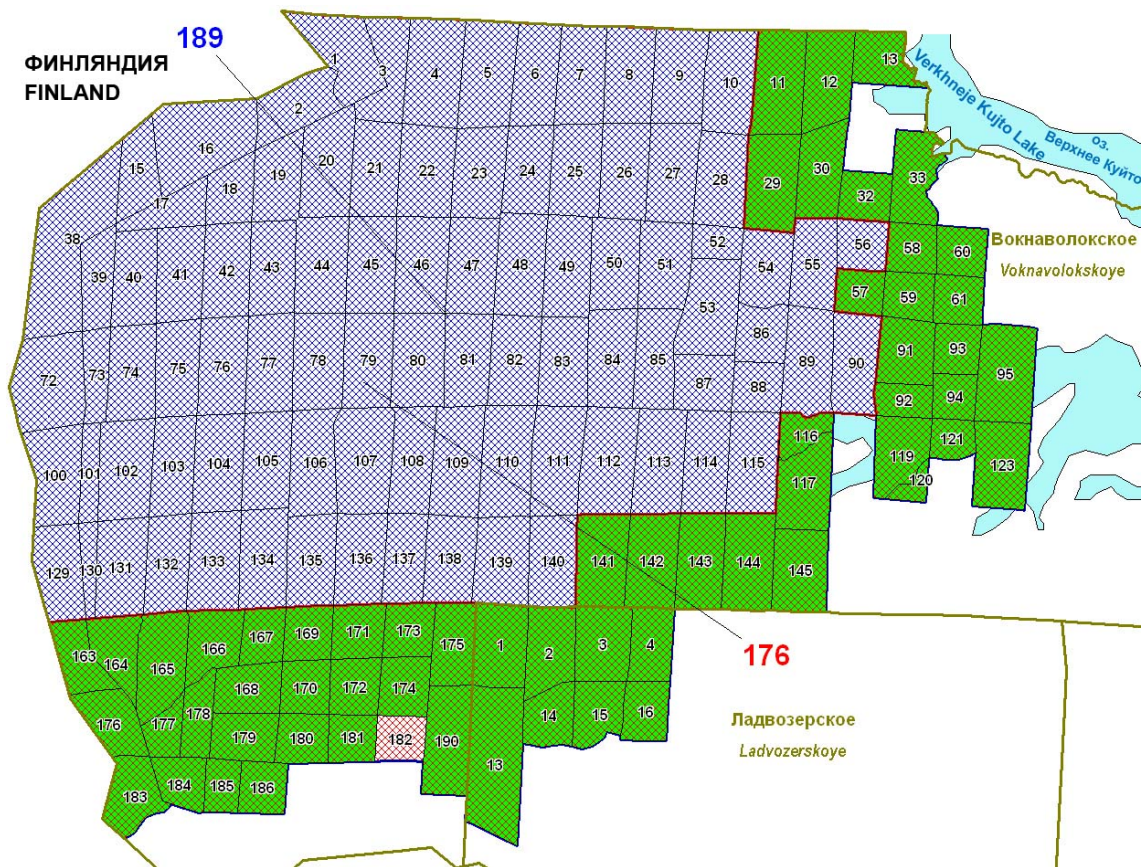 189
ФИНЛЯНДИЯ
FINLAND
1 3 4 5 6 7 8 9 10 11 12 13
2
Verkhneje Kujto Lake
оз.
Верхнее Куйто
15 16 17 18 19 20 21 22 23 24 25 26 27 28 29 30 32 33
Вокнаволокское
Voknavolokskoye
38 39 40 41 42 43 44 45 46 47 48 49 50 51 52 54 55 56 58 60
53 57 59 61
72 73 74 75 76 77 78 79 80 81 82 83 84 85 86 89 90 91 93 95
87 88 92 94
100 101 102 103 104 105 106 107 108 109 110 111 112 113 114 115 116 119 121 123
117 120
129 130 131 132 133 134 135 136 137 138 139 140 141 142 143 144 145
176
163 164 165 166 167 169 171 173 175 1 2 3 4
168 170 172 174
176 177 178 179 180 181 182 190 13 14 15 16
183 184 185 186
Ладвозерское
Ladvozerskoye